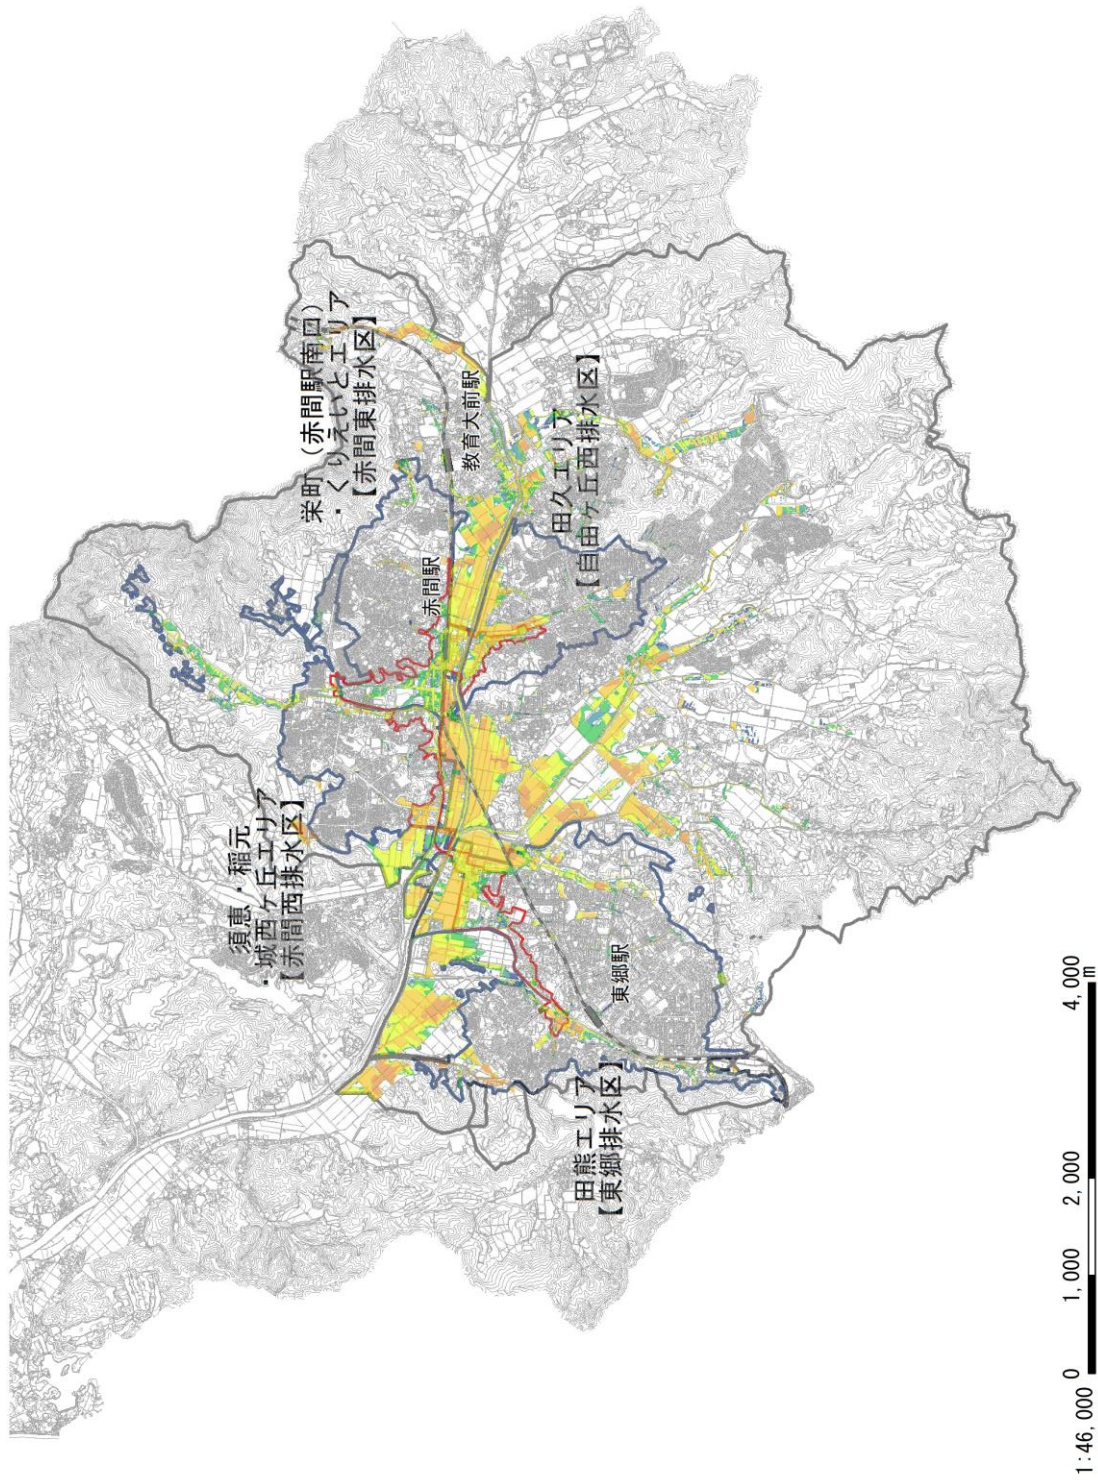 須恵・稲元
・城西ケ丘エリア
【赤間西排水区】
栄町（赤間駅南口）
・くりえいとエリア
【赤間東排水区】
教育大前駅
赤間駅
田久エリア
【自由ケ丘西排水区】
東郷駅
田熊エリア
【東郷排水区】
1:46,000
0 1,000 2,000 4,000
m